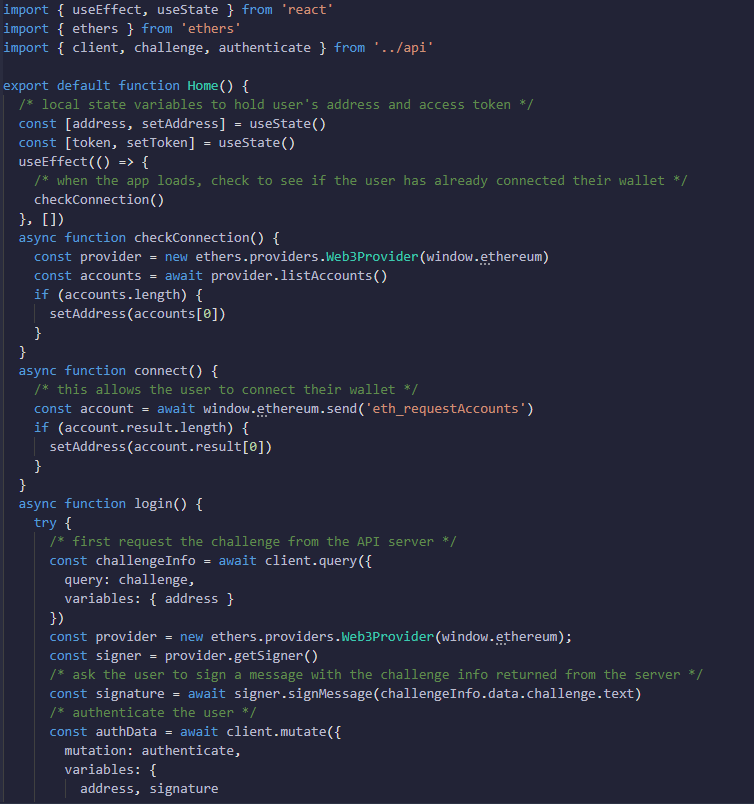 import { useEffect, useState } from 'react'
import { ethers } from 'ethers'
import { client, challenge, authenticate } from '../api'

export default function Home() {
  /* local state variables to hold user's address and access token */
  const [address, setAddress] = useState()
  const [token, setToken] = useState()
  useEffect(() => {
    /* when the app loads, check to see if the user has already connected their wallet */
    checkConnection()
  }, [])
  async function checkConnection() {
    const provider = new ethers.providers.Web3Provider(window.ethereum)
    const accounts = await provider.listAccounts()
    if (accounts.length) {
      setAddress(accounts[0])
    }
  }
  async function connect() {
    /* this allows the user to connect their wallet */
    const account = await window.ethereum.send('eth_requestAccounts')
    if (account.result.length) {
      setAddress(account.result[0])
    }
  }
  async function login() {
    try {
      /* first request the challenge from the API server */
      const challengeInfo = await client.query({
        query: challenge,
        variables: { address }
      })
      const provider = new ethers.providers.Web3Provider(window.ethereum);
      const signer = provider.getSigner()
      /* ask the user to sign a message with the challenge info returned from the server */
      const signature = await signer.signMessage(challengeInfo.data.challenge.text)
      /* authenticate the user */
      const authData = await client.mutate({
        mutation: authenticate,
        variables: {
          address, signature